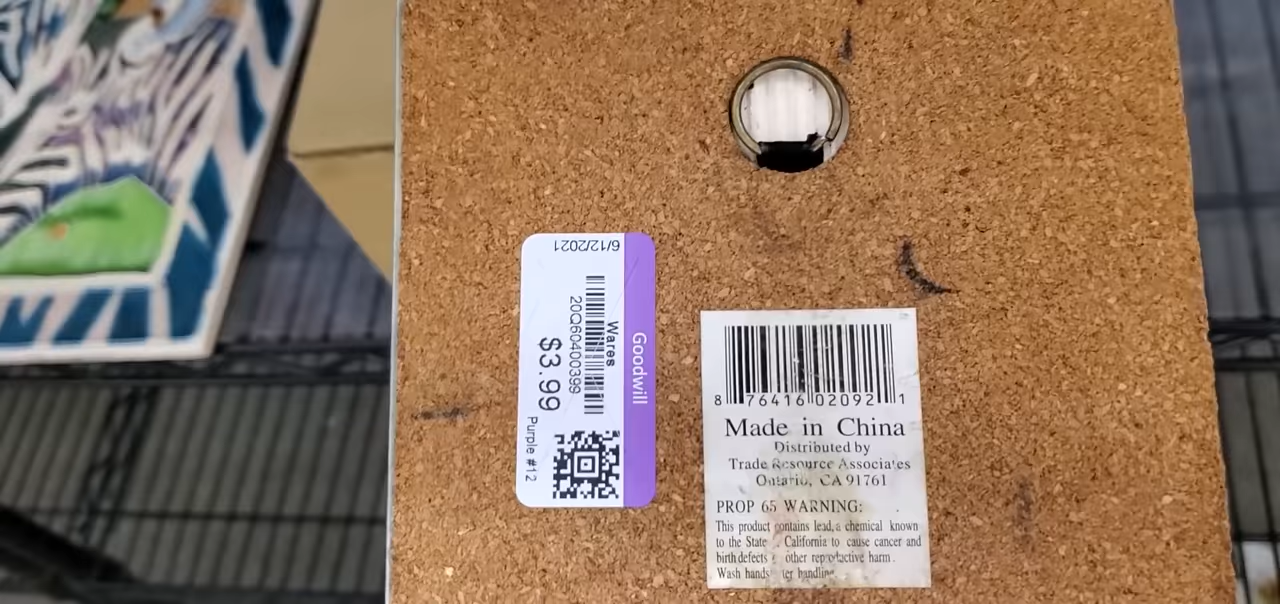 Goodwill
Wares
20Q60400399
$3.99
Purple #12
6/12/2021
8 76416 02092 1
Made in China
Distributed by
Trade Resource Associates
Ontario, CA 91761
PROP 65 WARNING:
This product contains lead, a chemical known
to the State California to cause cancer and
birth defects other reproductive harm.
Wash hands handling